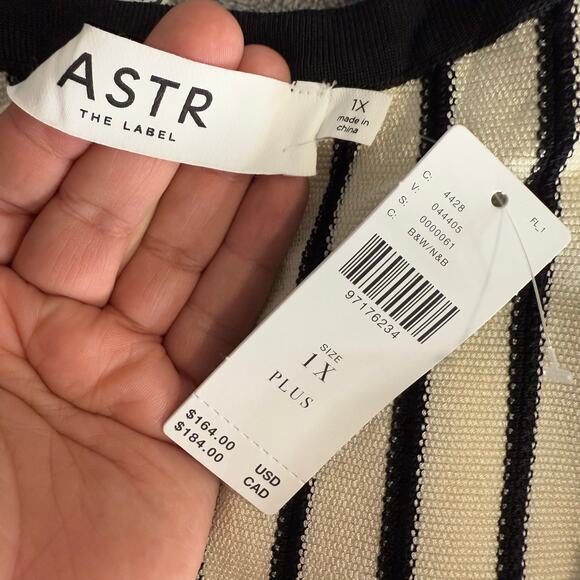 ASTR
THE LABEL
1X
made in
china
C: 4428
V: 044405
S: 0000061
C: B&W/N&B
FL_1
97176234
SIZE
1X
PLUS
$164.00 USD
$184.00 CAD